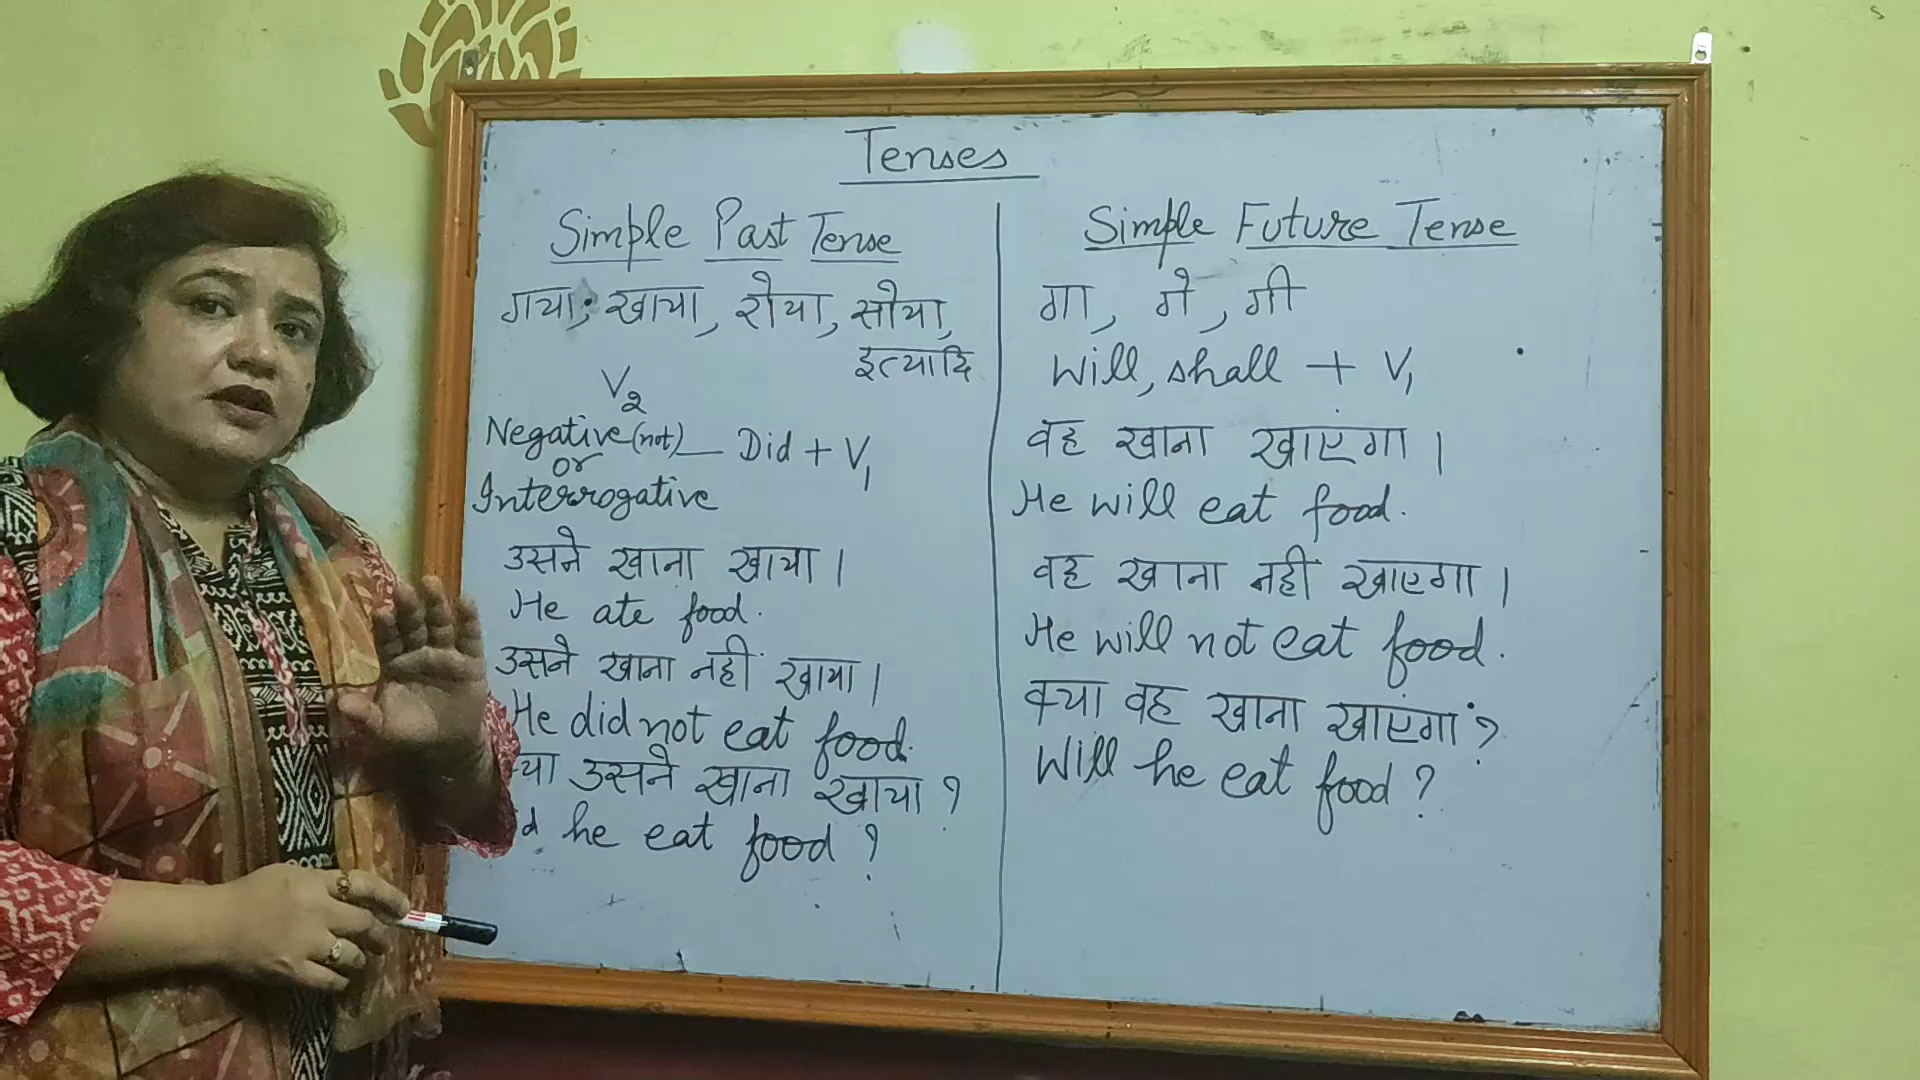 Tenses
Simple Past Tense
गया, खाया, रोया, सोया,
इत्यादि
V2
Negative (not) — Did + V1
or
Interrogative
उसने खाना खाया ।
He ate food.
उसने खाना नहीं खाया ।
He did not eat food.
उसने खाना खाया ?
he eat food ?
Simple Future Tense
गा, गे, गी
Will, shall + V1
वह खाना खाएंगा ।
He will eat food.
वह खाना नहीं खाएगा ।
He will not eat food.
क्या वह खाना खाएंगा ?
Will he eat food ?